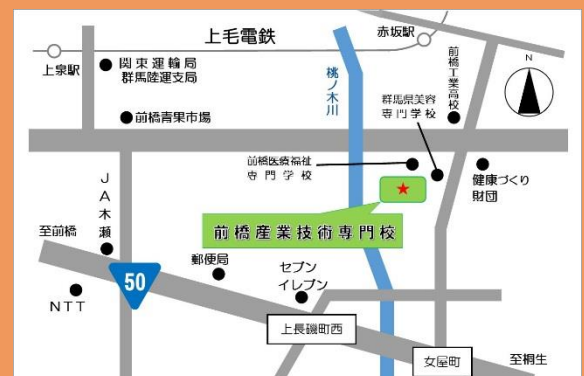 上毛電鉄
赤坂駅
上泉駅
関東運輸局
群馬陸運支局
桃ノ木川
前橋工業高校
N
群馬県美容
専門学校
前橋青果市場
前橋医療福祉
専門学校
健康づくり
財団
JA木瀬
至前橋
前橋産業技術専門校
郵便局
セブン
イレブン
50
NTT
上長磯町西
女屋町
至桐生